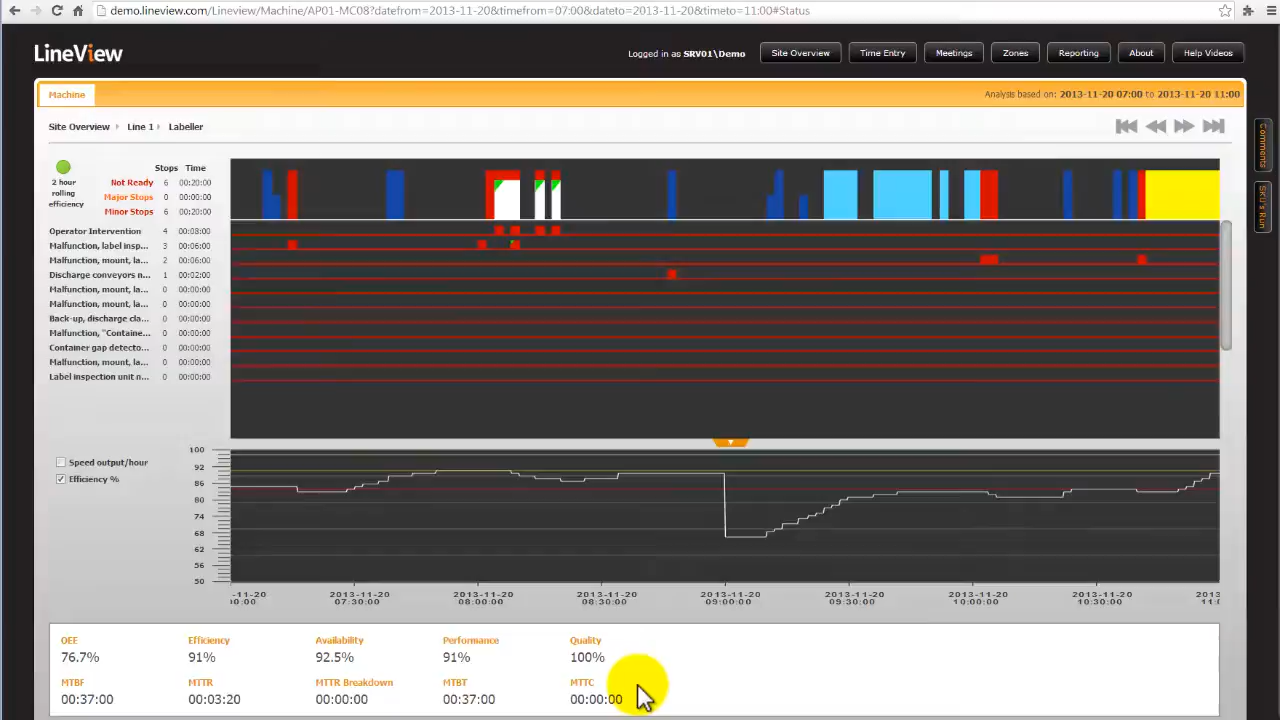 demo.lineview.com/Lineview/Machine/AP01-MC08?datefrom=2013-11-20&timefrom=07:00&dateto=2013-11-20&timeto=11:00#Status
LineView
Logged in as SRV01\Demo
Site Overview
Time Entry
Meetings
Zones
Reporting
About
Help Videos
Machine
Analysis based on: 2013-11-20 07:00 to 2013-11-20 11:00
Site Overview Line 1 Labeller
Comments
SKU's Run
2 hour
rolling
efficiency
Stops Time
Not Ready 6 00:20:00
Major Stops 0 00:00:00
Minor Stops 6 00:20:00
Operator Intervention 4 00:08:00
Malfunction, label insp... 3 00:06:00
Malfunction, mount, la... 2 00:06:00
Discharge conveyors n... 1 00:02:00
Malfunction, mount, la... 0 00:00:00
Malfunction, mount, la... 0 00:00:00
Back-up, discharge cla... 0 00:00:00
Malfunction, "Containe... 0 00:00:00
Container gap detecto... 0 00:00:00
Malfunction, mount, la... 0 00:00:00
Label inspection unit n... 0 00:00:00
Speed output/hour
Efficiency %
100
92
86
80
74
68
62
56
50
-11-20
2013-11-20
07:30:00
2013-11-20
08:00:00
2013-11-20
08:30:00
2013-11-20
09:00:00
2013-11-20
09:30:00
2013-11-20
10:00:00
2013-11-20
10:30:00
OEE Efficiency Availability Performance Quality
76.7% 91% 92.5% 91% 100%
MTBF MTTR MTTR Breakdown MTBT MTTC
00:37:00 00:03:20 00:00:00 00:37:00 00:00:00